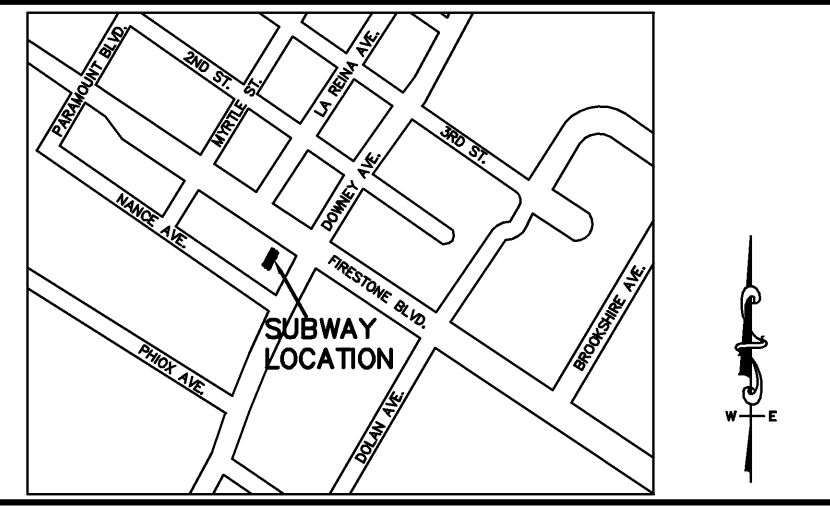 PARAMOUNT BLVD.
2ND ST.
MYRTLE ST.
LA REINA AVE.
3RD ST.
NANCE AVE.
DOWNEY AVE.
FIRESTONE BLVD.
BROOKSHIRE AVE.
SUBWAY
LOCATION
PHIOX AVE.
DOLAN AVE.
W E